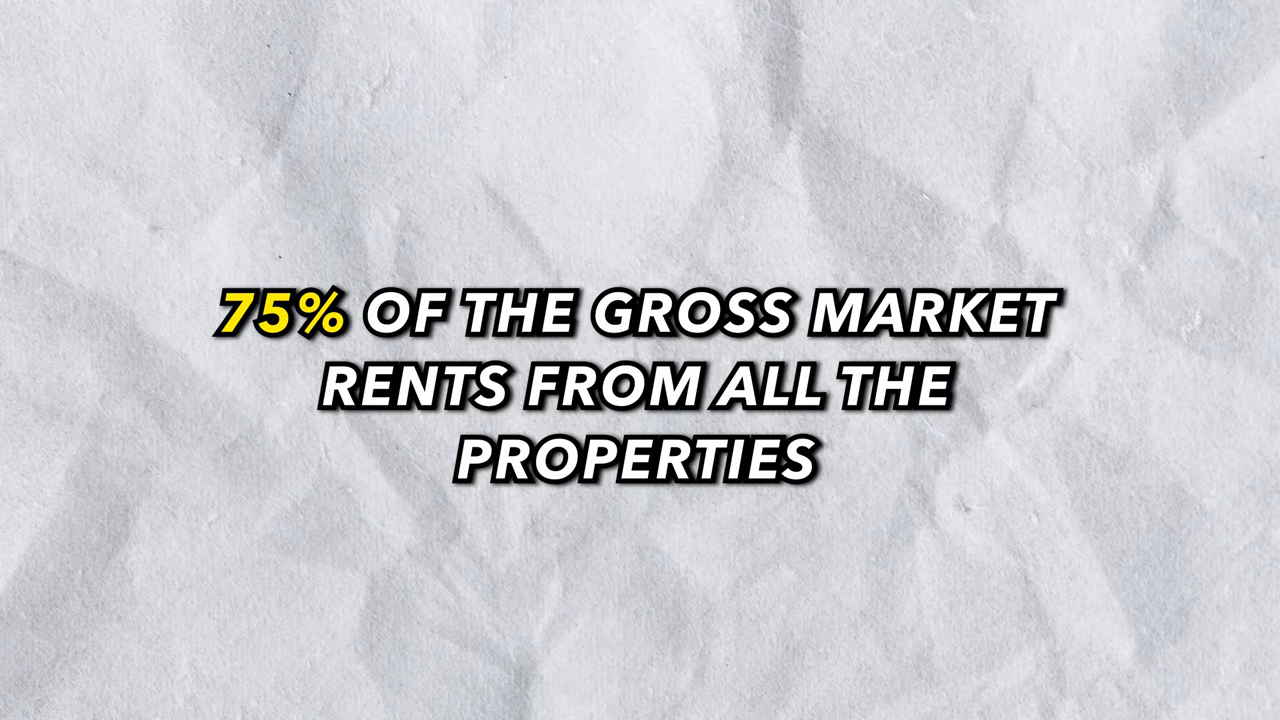 75% OF THE GROSS MARKET
RENTS FROM ALL THE
PROPERTIES